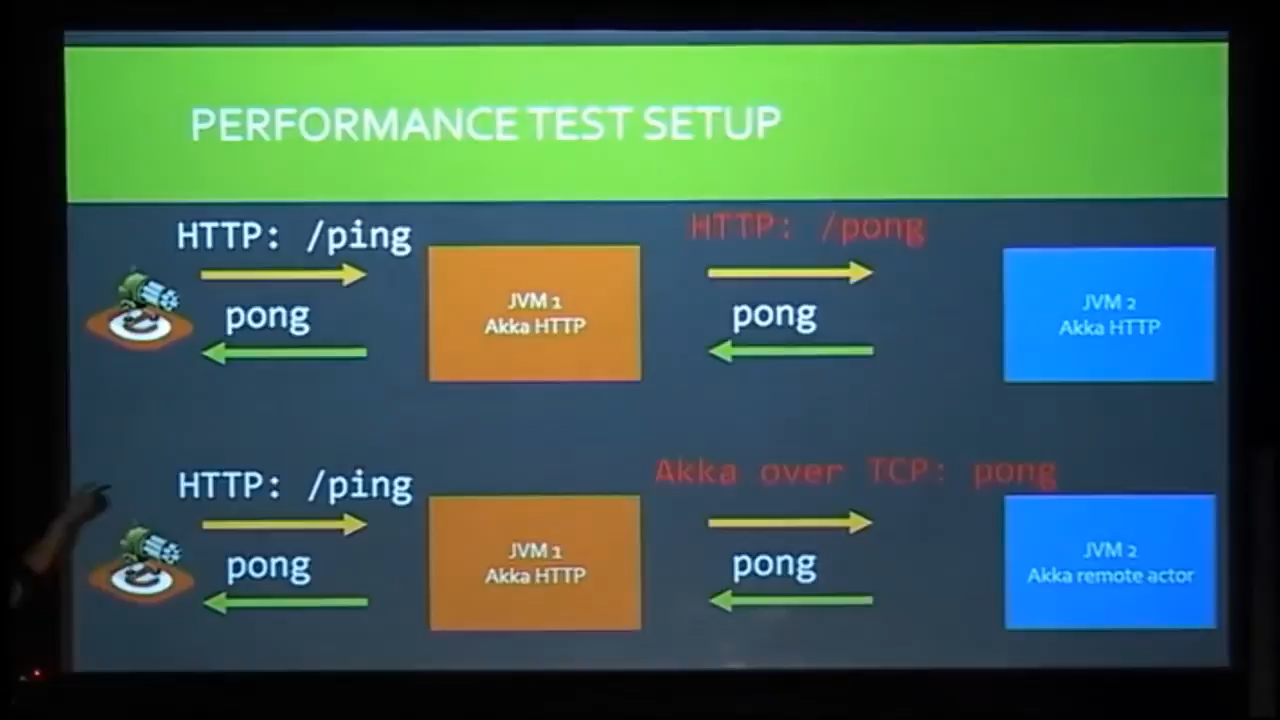 PERFORMANCE TEST SETUP
HTTP: /ping
HTTP: /pong
pong
JVM 1
Akka HTTP
pong
JVM 2
Akka HTTP
HTTP: /ping
Akka over TCP: pong
pong
JVM 1
Akka HTTP
pong
JVM 2
Akka remote actor